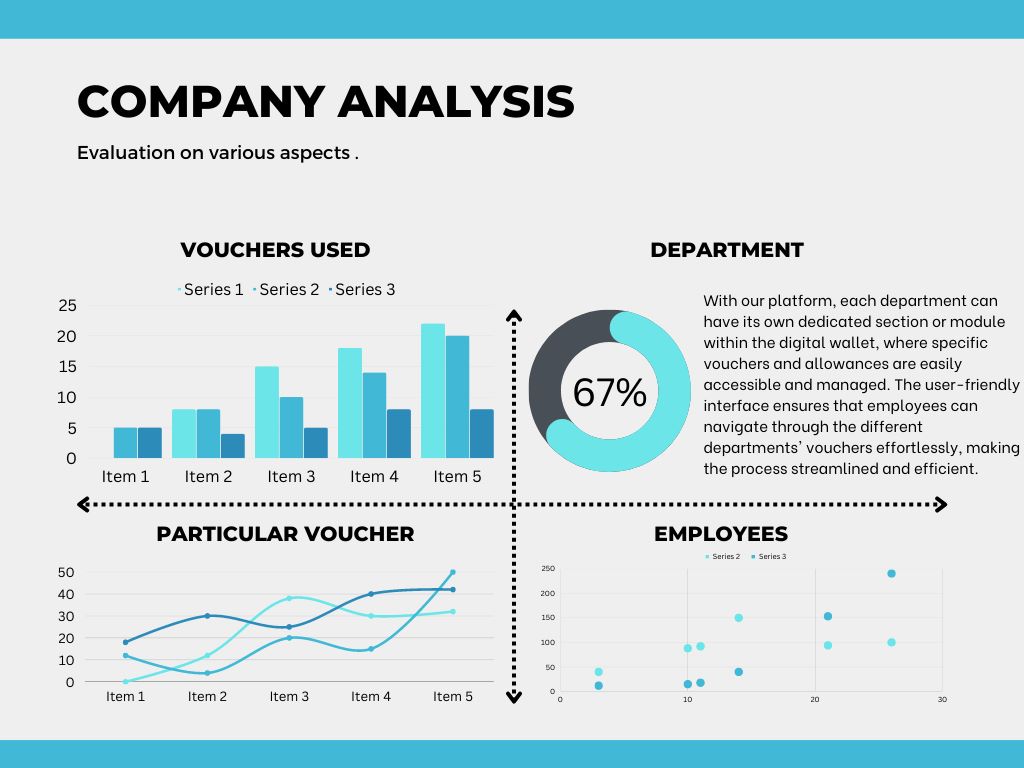 COMPANY ANALYSIS
Evaluation on various aspects .
VOUCHERS USED
Series 1 Series 2 Series 3
25
20
15
10
5
0
Item 1 Item 2 Item 3 Item 4 Item 5
DEPARTMENT
67%
With our platform, each department can
have its own dedicated section or module
within the digital wallet, where specific
vouchers and allowances are easily
accessible and managed. The user-friendly
interface ensures that employees can
navigate through the different
departments' vouchers effortlessly, making
the process streamlined and efficient.
PARTICULAR VOUCHER
50
40
30
20
10
0
Item 1 Item 2 Item 3 Item 4 Item 5
EMPLOYEES
Series 2 Series 3
250
200
150
100
50
0
0 10 20 30